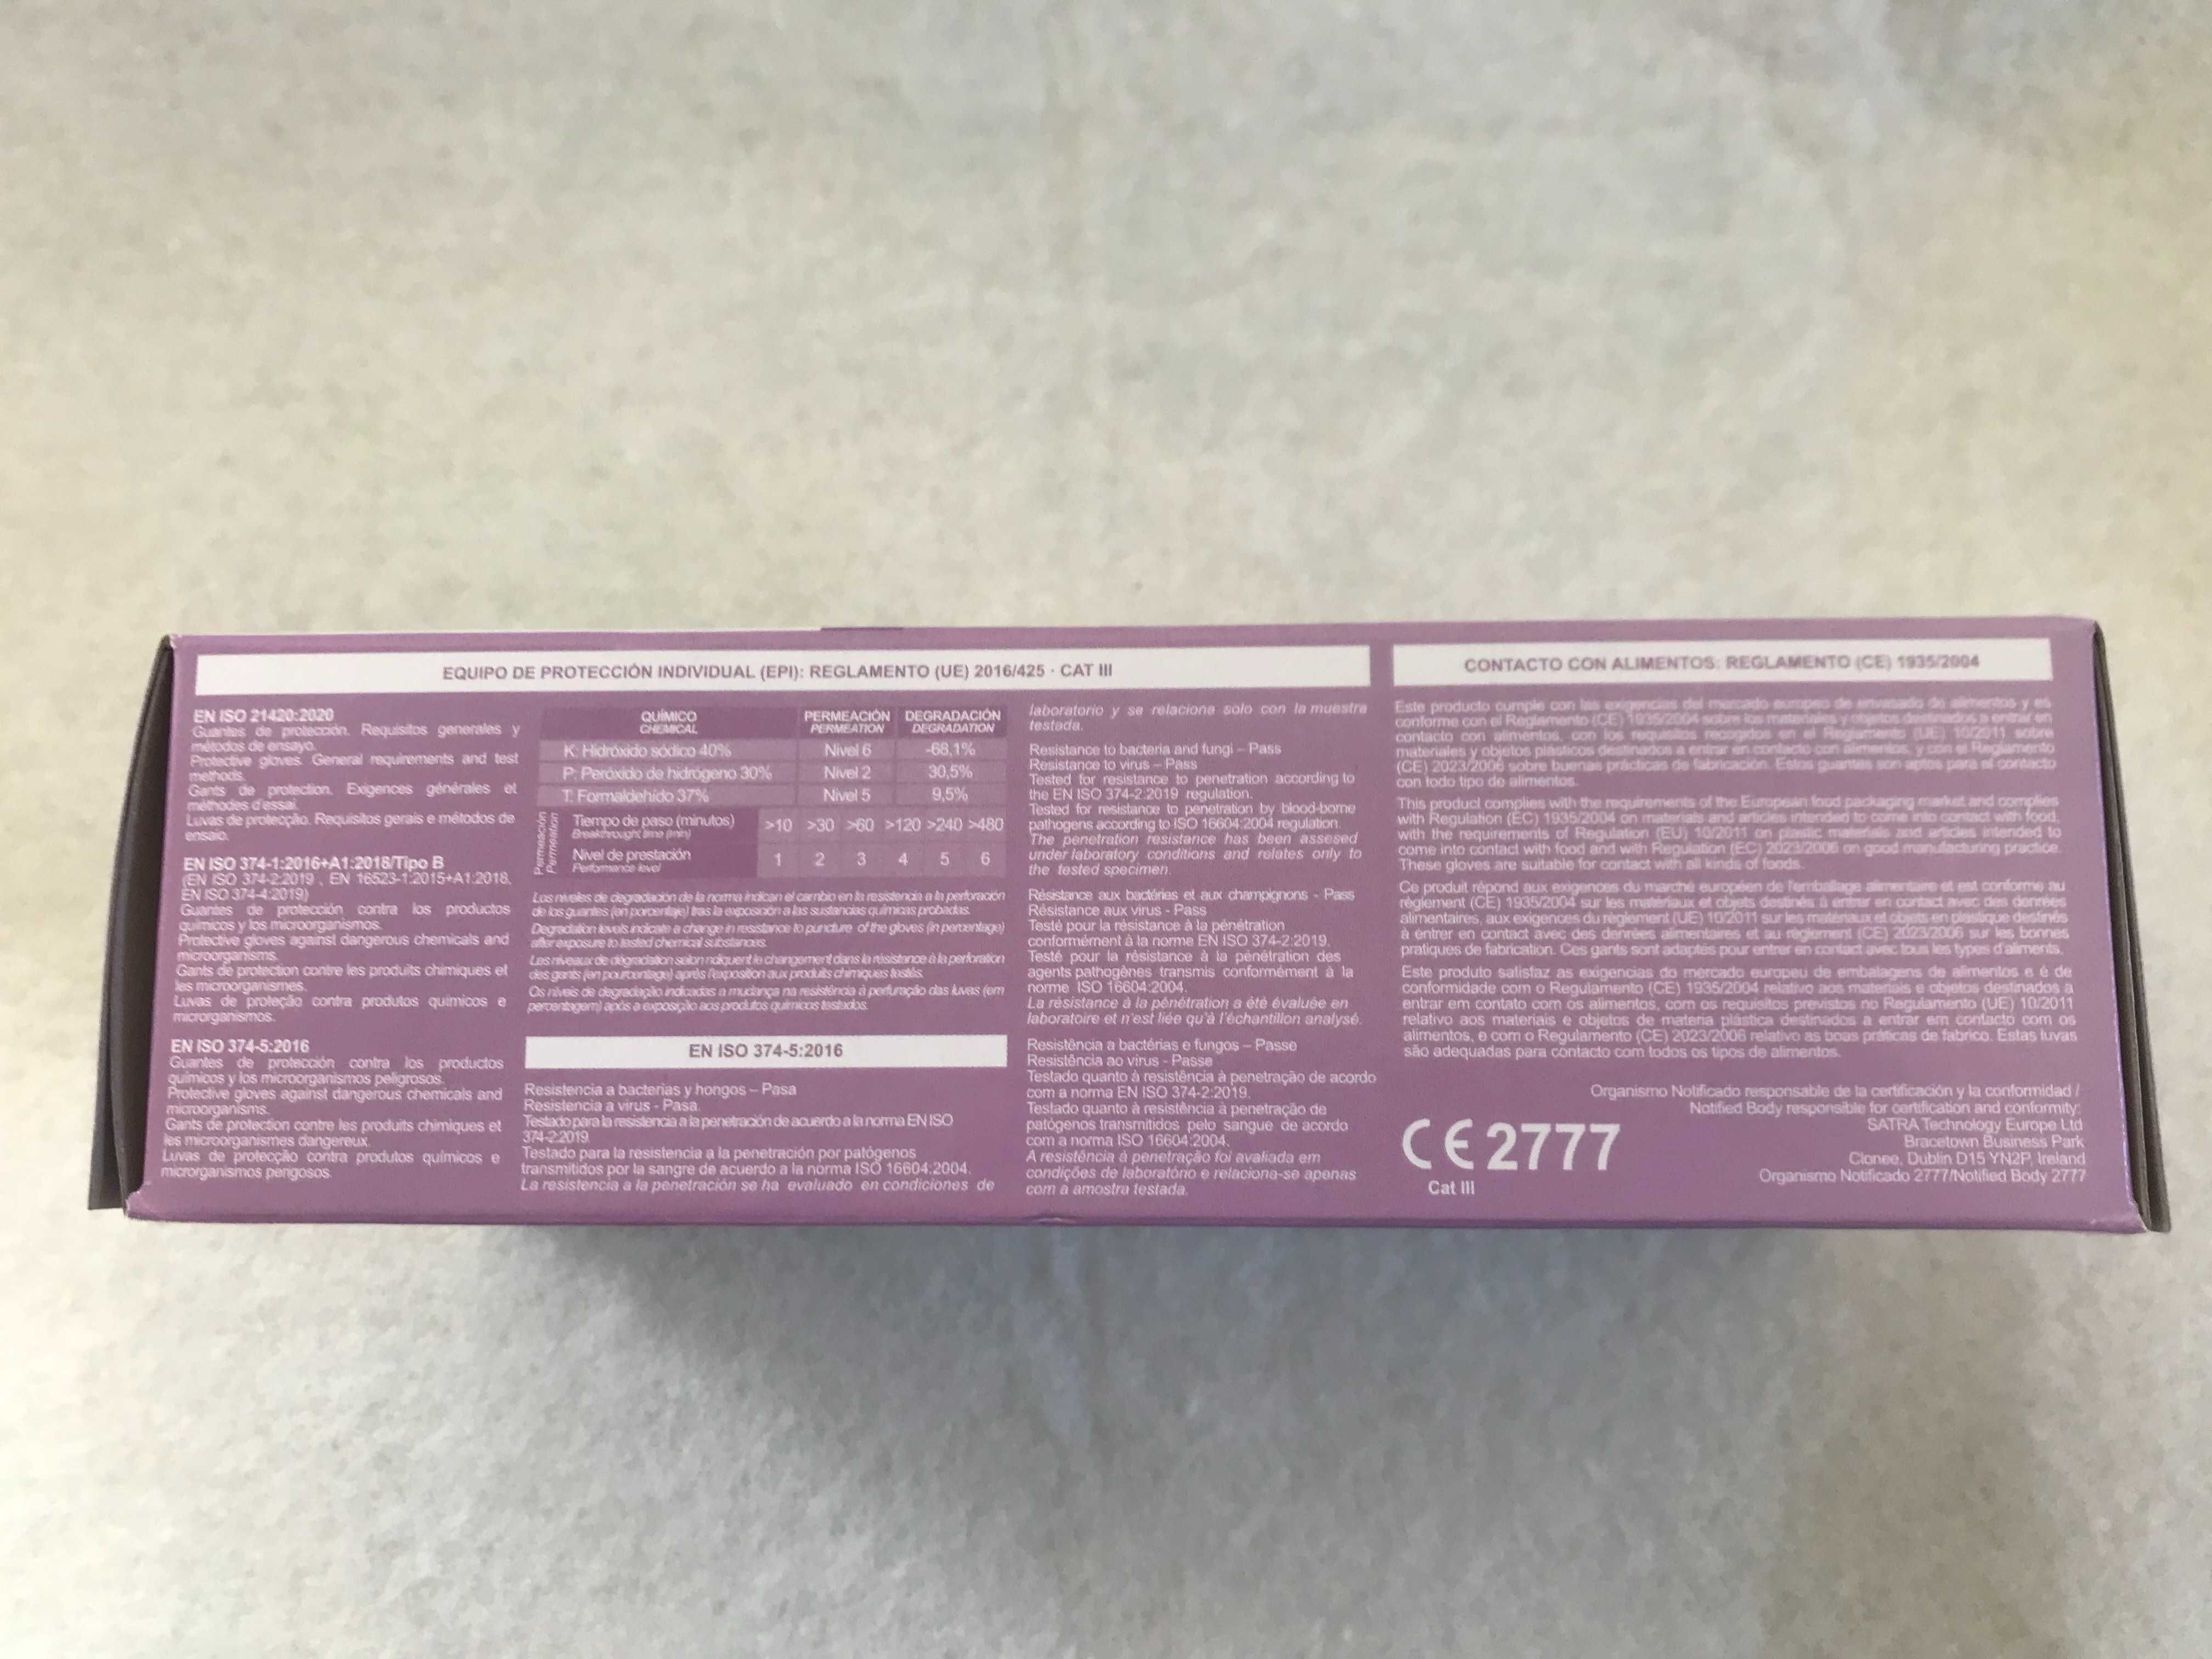 EQUIPO DE PROTECCIÓN INDIVIDUAL (EPI): REGLAMENTO (UE) 2016/425 · CAT III
EN ISO 21420:2020
Guantes de protección. Requisitos generales y
métodos de ensayo.
Protective gloves. General requirements and test
methods.
Gants de protection. Exigences générales et
méthodes d'essai.
Luvas de protecção. Requisitos gerais e métodos de
ensaio.
EN ISO 374-1:2016+A1:2018/Tipo B
(EN ISO 374-2:2019 , EN 16523-1:2015+A1:2018,
EN ISO 374-4:2019)
Guantes de protección contra los productos
químicos y los microorganismos.
Protective gloves against dangerous chemicals and
microorganisms.
Gants de protection contre les produits chimiques et
les microorganismes.
Luvas de proteção contra produtos químicos e
microrganismos.
EN ISO 374-5:2016
Guantes de protección contra los productos
químicos y los microorganismos peligrosos.
Protective gloves against dangerous chemicals and
microorganisms.
Gants de protection contre les produits chimiques et
les microorganismes dangereux.
Luvas de protecção contra produtos químicos e
microrganismos perigosos.
QUÍMICO PERMEACIÓN DEGRADACIÓN
CHEMICAL PERMEATION DEGRADATION
K: Hidróxido sódico 40% Nivel 6 -68,1%
P: Peróxido de hidrógeno 30% Nivel 2 30,5%
T: Formaldehído 37% Nivel 5 9,5%
Permeación
Permeation
Tiempo de paso (minutos) >10 >30 >60 >120 >240 >480
Breakthrought time (min)
Nivel de prestación 1 2 3 4 5 6
Performance level
Los niveles de degradación de la norma indican el cambio en la resistencia a la perforación
de los guantes (en porcentaje) tras la exposición a las sustancias químicas probadas.
Degradation levels indicate a change in resistance to puncture of the gloves (in percentage)
after exposure to tested chemical substances.
Les niveaux de dégradation selon ndiquent le changement dans la résistance à la perforation
des gants (en pourcentage) après l'exposition aux produits chimiques testés.
Os níveis de degradação indicadas a mudança na resistência à perfuração das luvas (em
percentagem) após a exposição aos produtos químicos testados.
EN ISO 374-5:2016
Resistencia a bacterias y hongos – Pasa
Resistencia a virus - Pasa.
Testado para la resistencia a la penetración de acuerdo a la norma EN ISO
374-2:2019.
Testado para la resistencia a la penetración por patógenos
transmitidos por la sangre de acuerdo a la norma ISO 16604:2004.
La resistencia a la penetración se ha evaluado en condiciones de
laboratorio y se relaciona solo con la muestra
testada.
Resistance to bacteria and fungi – Pass
Resistance to virus – Pass
Tested for resistance to penetration according to
the EN ISO 374-2:2019 regulation.
Tested for resistance to penetration by blood-borne
pathogens according to ISO 16604:2004 regulation.
The penetration resistance has been assesed
under laboratory conditions and relates only to
the tested specimen.
Résistance aux bactéries et aux champignons - Pass
Résistance aux virus - Pass
Testé pour la résistance à la pénétration
conformément à la norme EN ISO 374-2:2019.
Testé pour la résistance à la pénétration des
agents pathogènes transmis conformément à la
norme ISO 16604:2004.
La résistance à la pénétration a été évaluée en
laboratoire et n'est liée qu'à l'échantillon analysé.
Resistência a bactérias e fungos – Passe
Resistência ao virus - Passe
Testado quanto à resistência à penetração de acordo
com a norma EN ISO 374-2:2019.
Testado quanto à resistência à penetração de
patógenos transmitidos pelo sangue de acordo
com a norma ISO 16604:2004.
A resistência à penetração foi avaliada em
condições de laboratório e relaciona-se apenas
com a amostra testada.
CONTACTO CON ALIMENTOS: REGLAMENTO (CE) 1935/2004
Este producto cumple con las exigencias del mercado europeo de envasado de alimentos y es
conforme con el Reglamento (CE) 1935/2004 sobre los materiales y objetos destinados a entrar en
contacto con alimentos, con los requisitos recogidos en el Reglamento (UE) 10/2011 sobre
materiales y objetos plásticos destinados a entrar en contacto con alimentos, y con el Reglamento
(CE) 2023/2006 sobre buenas prácticas de fabricación. Estos guantes son aptos para el contacto
con todo tipo de alimentos.
This product complies with the requirements of the European food packaging market and complies
with Regulation (EC) 1935/2004 on materials and articles intended to come into contact with food,
with the requirements of Regulation (EU) 10/2011 on plastic materials and articles intended to
come into contact with food and with Regulation (EC) 2023/2006 on good manufacturing practice.
These gloves are suitable for contact with all kinds of foods.
Ce produit répond aux exigences du marché européen de l'emballage alimentaire et est conforme au
règlement (CE) 1935/2004 sur les matériaux et objets destinés à entrer en contact avec des denrées
alimentaires, aux exigences du règlement (UE) 10/2011 sur les matériaux et objets en plastique destinés
à entrer en contact avec des denrées alimentaires et au règlement (CE) 2023/2006 sur les bonnes
pratiques de fabrication. Ces gants sont adaptés pour entrer en contact avec tous les types d'aliments.
Este produto satisfaz as exigencias do mercado europeu de embalagens de alimentos e é de
conformidade com o Regulamento (CE) 1935/2004 relativo aos materiais e objetos destinados a
entrar em contato com os alimentos, com os requisitos previstos no Regulamento (UE) 10/2011
relativo aos materiais e objetos de materia plástica destinados a entrar em contacto com os
alimentos, e com o Regulamento (CE) 2023/2006 relativo as boas práticas de fabrico. Estas luvas
são adequadas para contacto com todos os tipos de alimentos.
Organismo Notificado responsable de la certificación y la conformidad /
Notified Body responsible for certification and conformity:
SATRA Technology Europe Ltd
Bracetown Business Park
Clonee, Dublin D15 YN2P, Ireland
Organismo Notificado 2777/Notified Body 2777
CE 2777
Cat III